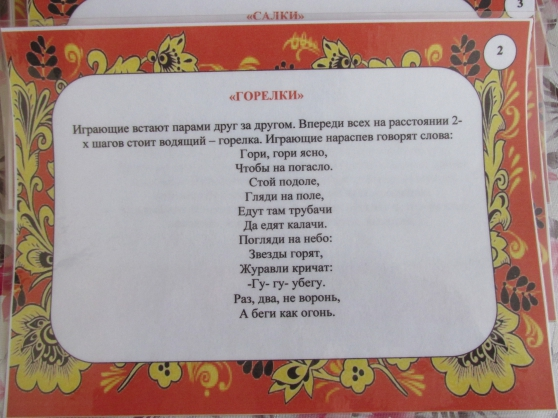 «САЛКИ»
3
2
«ГОРЕЛКИ»
Играющие встают парами друг за другом. Впереди всех на расстоянии 2-
х шагов стоит водящий – горелка. Играющие нараспев говорят слова:
Гори, гори ясно,
Чтобы на погасло.
Стой подоле,
Гляди на поле,
Едут там трубачи
Да едят калачи.
Погляди на небо:
Звезды горят,
Журавли кричат:
-Гу- гу- убегу.
Раз, два, не воронь,
А беги как огонь.